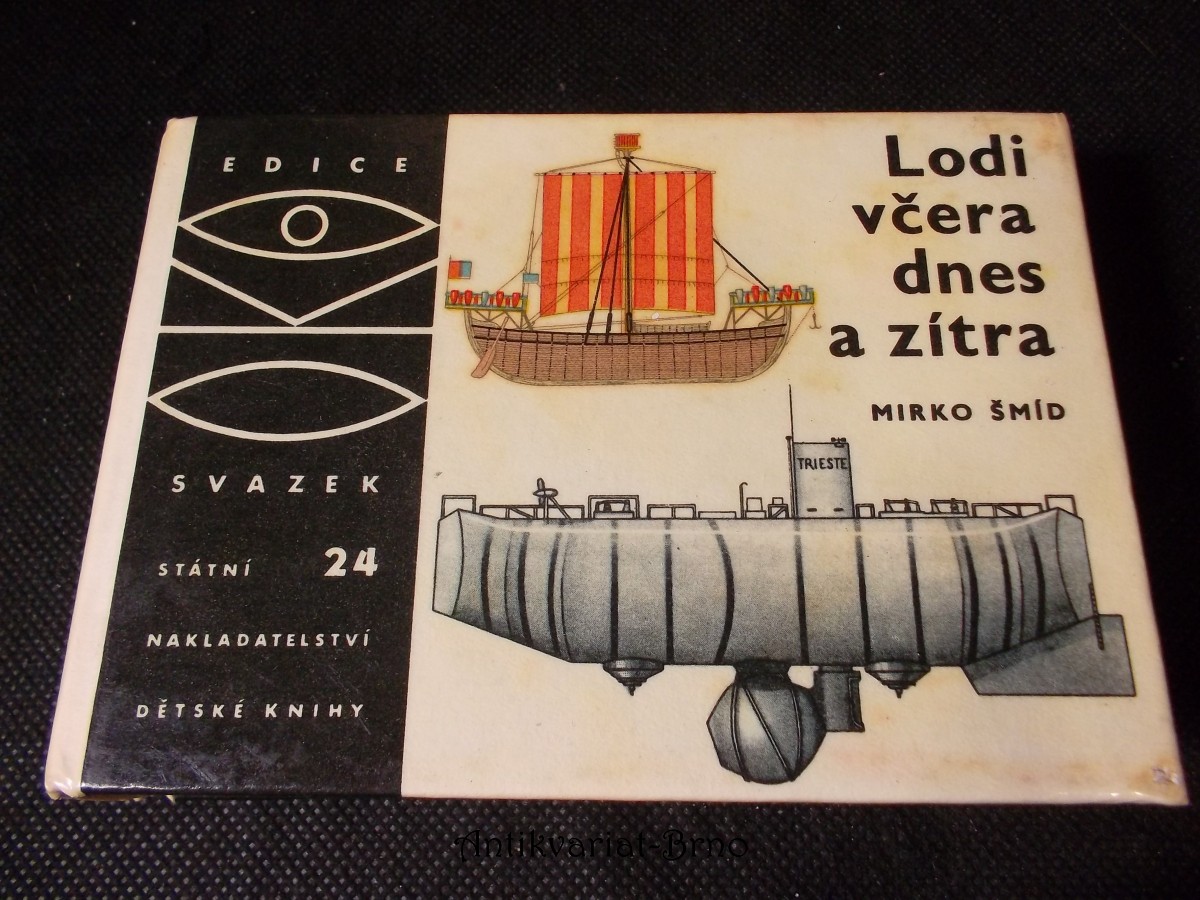 EDICE
SVAZEK
24
STÁTNÍ
NAKLADATELSTVÍ
DĚTSKÉ KNIHY
Lodi
včera
dnes
a zítra
MIRKO ŠMÍD
TRIESTE
Antikvariat-Brno